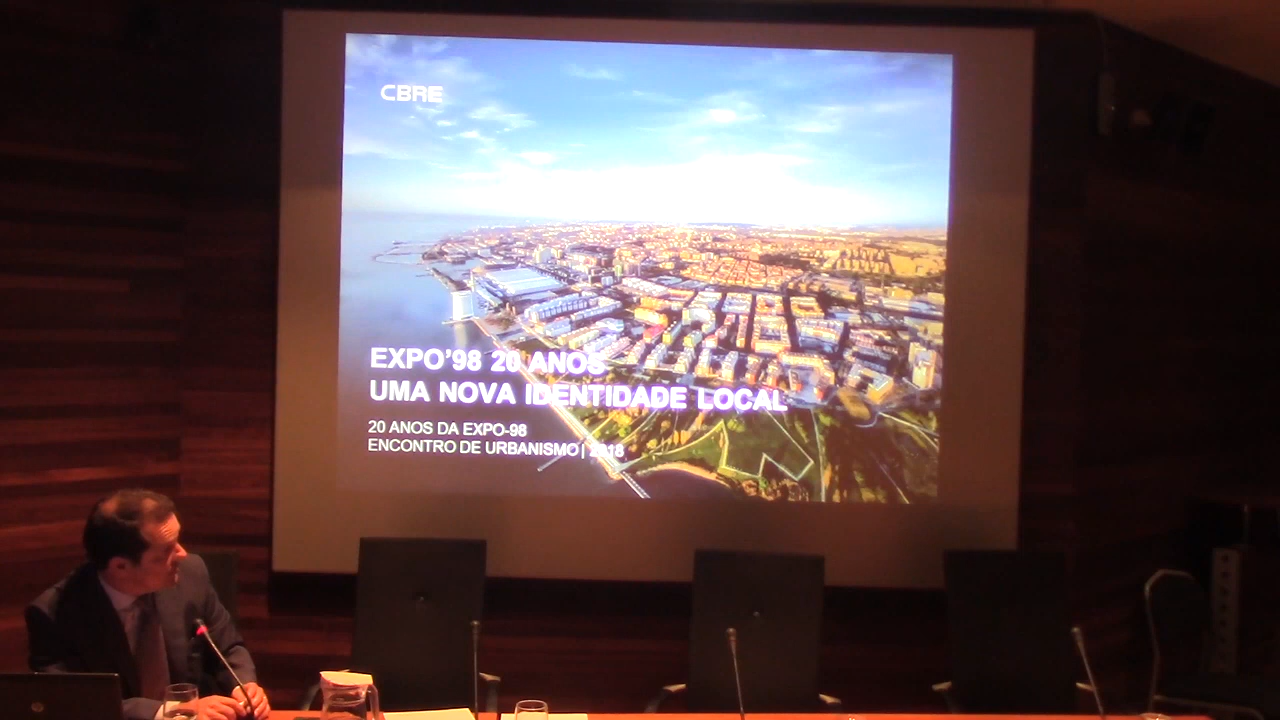 CBRE
EXPO'98 20 ANOS
UMA NOVA IDENTIDADE LOCAL
20 ANOS DA EXPO-98
ENCONTRO DE URBANISMO | 2018